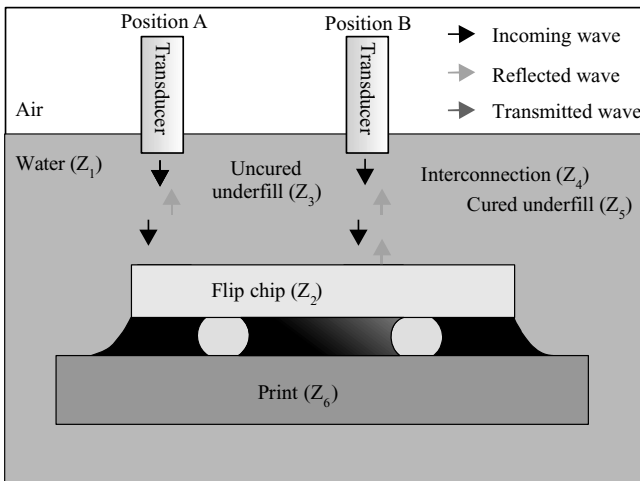 Position A
Position B
Transducer
Transducer
Incoming wave
Reflected wave
Transmitted wave
Air
Water (Z₁)
Uncured
underfill (Z₃)
Interconnection (Z₄)
Cured underfill (Z₅)
Flip chip (Z₂)
Print (Z₆)